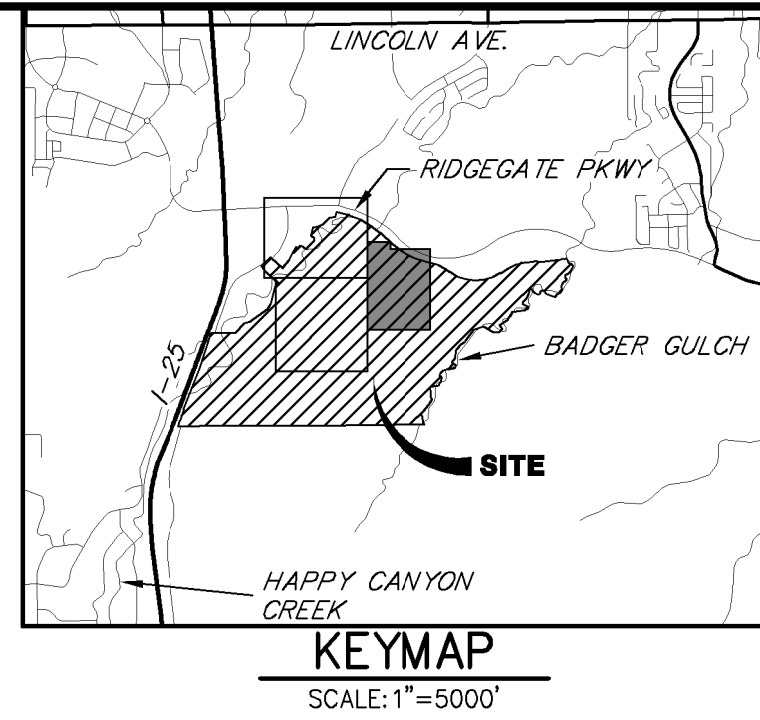 LINCOLN AVE.
RIDGEGATE PKWY
I-25
BADGER GULCH
SITE
HAPPY CANYON
CREEK
KEYMAP
SCALE: 1"=5000'